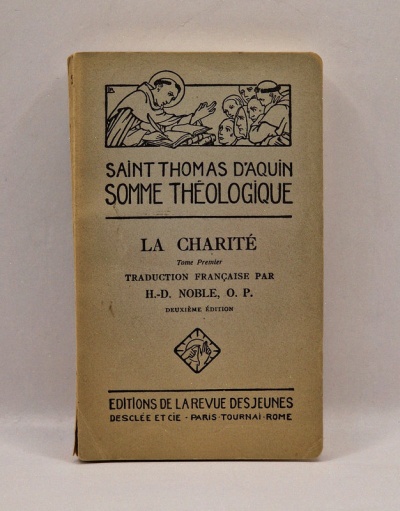 SAINT THOMAS D'AQUIN
SOMME THÉOLOGIQUE
LA CHARITÉ
Tome Premier
TRADUCTION FRANÇAISE PAR
H.-D. NOBLE, O. P.
DEUXIÈME ÉDITION
EDITIONS DE LA REVUE DES JEUNES
DESCLÉE ET CIE - PARIS - TOURNAI - ROME